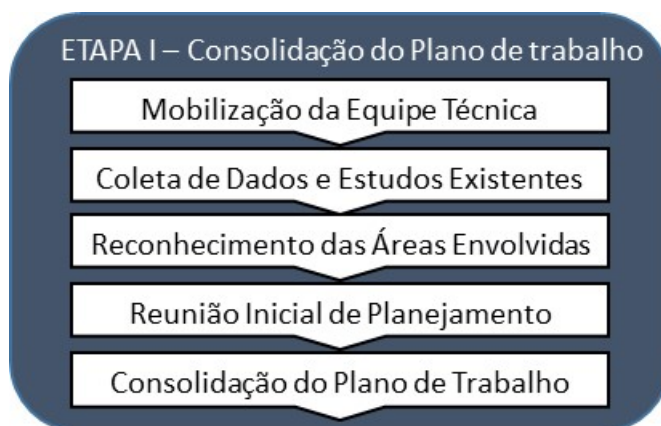 ETAPA I – Consolidação do Plano de trabalho
Mobilização da Equipe Técnica
Coleta de Dados e Estudos Existentes
Reconhecimento das Áreas Envolvidas
Reunião Inicial de Planejamento
Consolidação do Plano de Trabalho